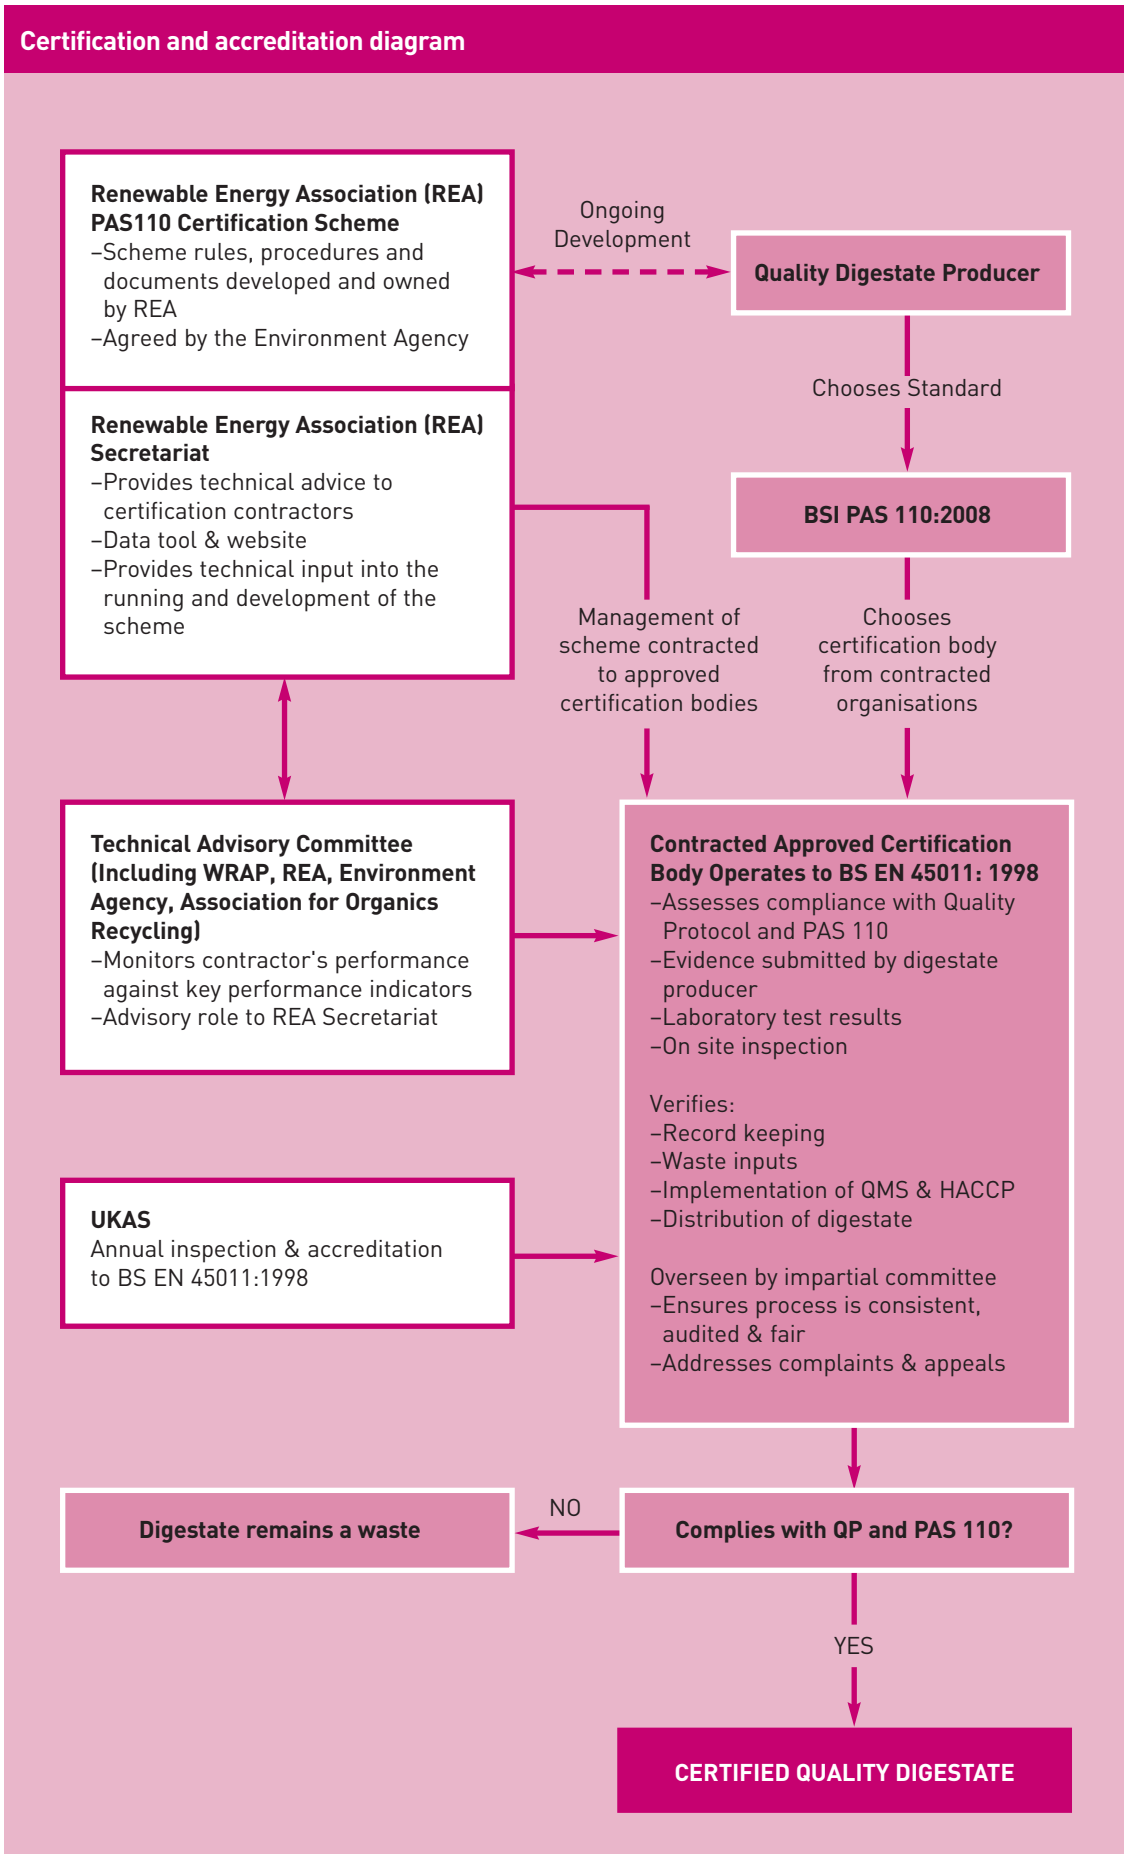 Certification and accreditation diagram
Renewable Energy Association (REA)
PAS110 Certification Scheme
–Scheme rules, procedures and
documents developed and owned
by REA
–Agreed by the Environment Agency
Ongoing
Development
Quality Digestate Producer
Chooses Standard
Renewable Energy Association (REA)
Secretariat
–Provides technical advice to
certification contractors
–Data tool & website
–Provides technical input into the
running and development of the
scheme
BSI PAS 110:2008
Management of
scheme contracted
to approved
certification bodies
Chooses
certification body
from contracted
organisations
Technical Advisory Committee
(Including WRAP, REA, Environment
Agency, Association for Organics
Recycling)
–Monitors contractor's performance
against key performance indicators
–Advisory role to REA Secretariat
Contracted Approved Certification
Body Operates to BS EN 45011: 1998
–Assesses compliance with Quality
Protocol and PAS 110
–Evidence submitted by digestate
producer
–Laboratory test results
–On site inspection
Verifies:
–Record keeping
–Waste inputs
–Implementation of QMS & HACCP
–Distribution of digestate
Overseen by impartial committee
–Ensures process is consistent,
audited & fair
–Addresses complaints & appeals
UKAS
Annual inspection & accreditation
to BS EN 45011:1998
Digestate remains a waste
NO
Complies with QP and PAS 110?
YES
CERTIFIED QUALITY DIGESTATE